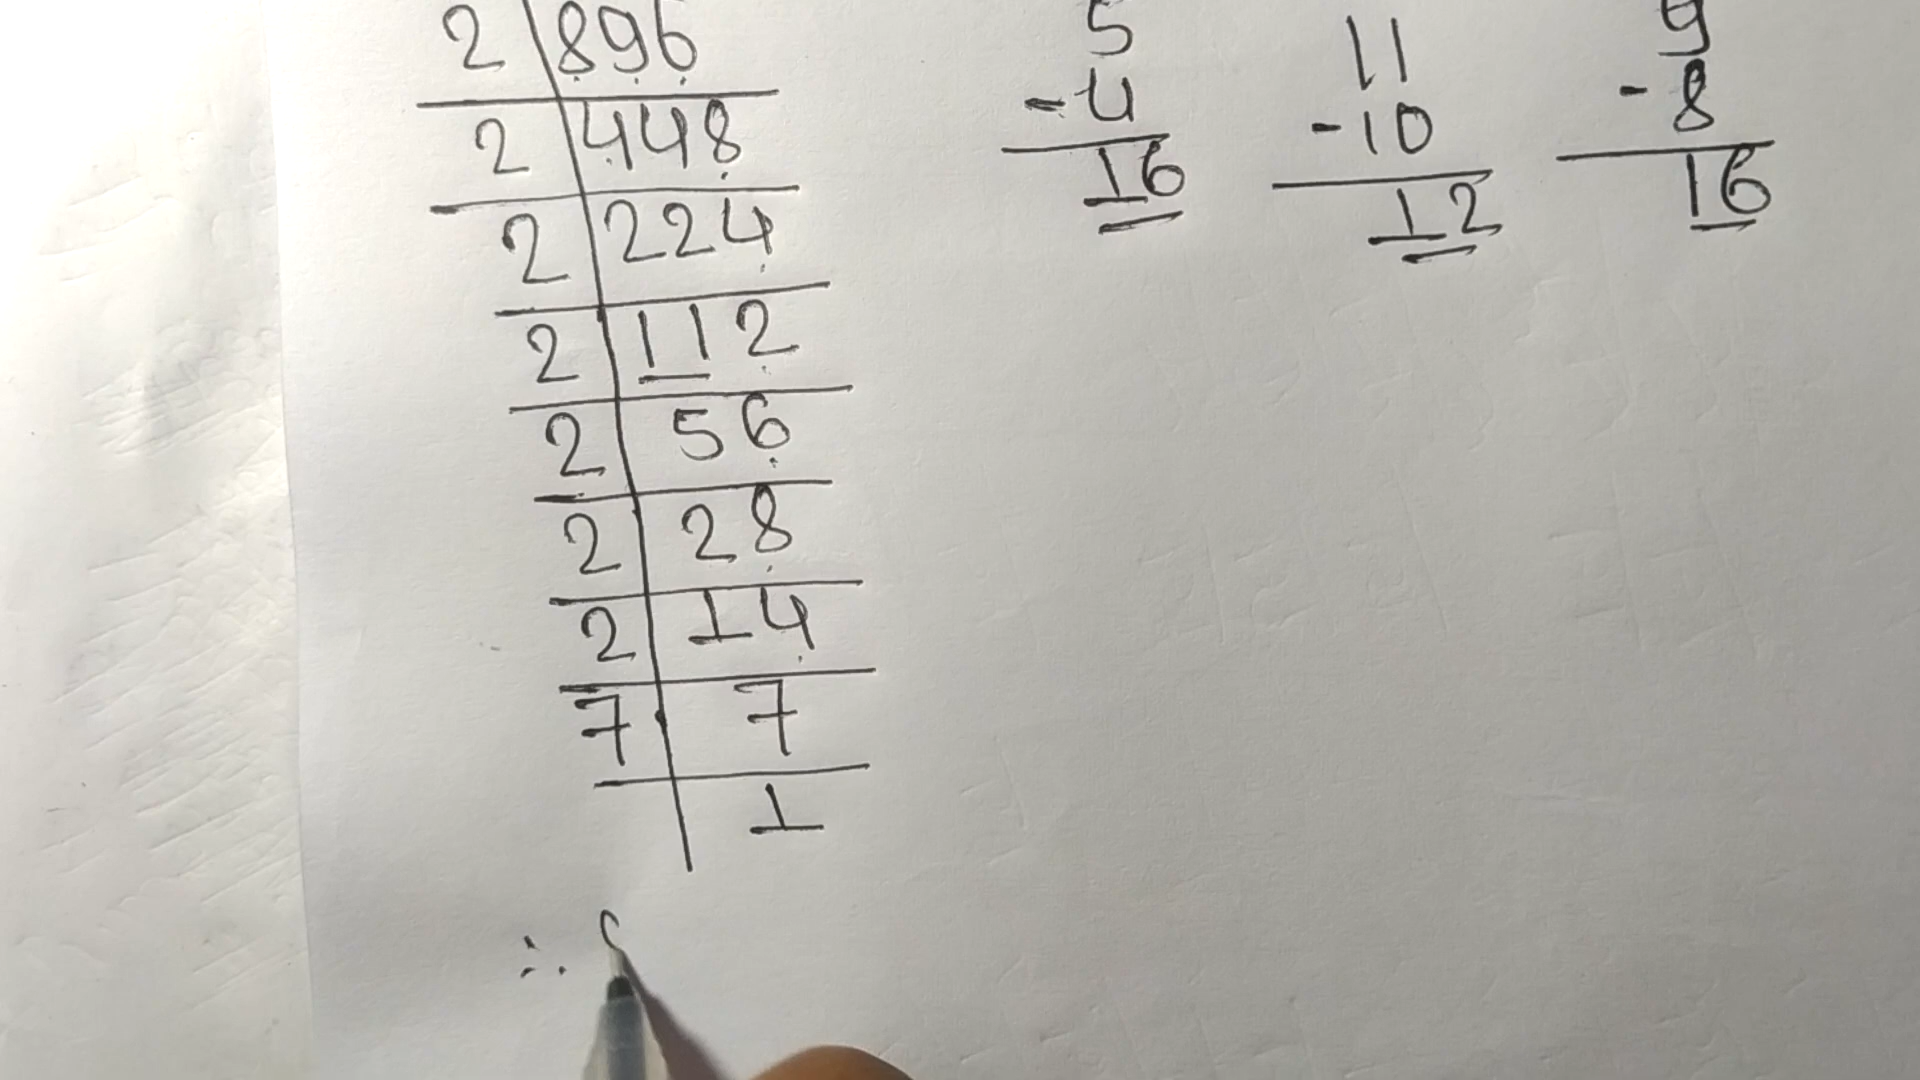 2 | 896
2 | 448
2 | 224
2 | 112
2 | 56
2 | 28
2 | 14
7 | 7
1
∴
5
- 4
16
11
- 10
12
9
- 8
16